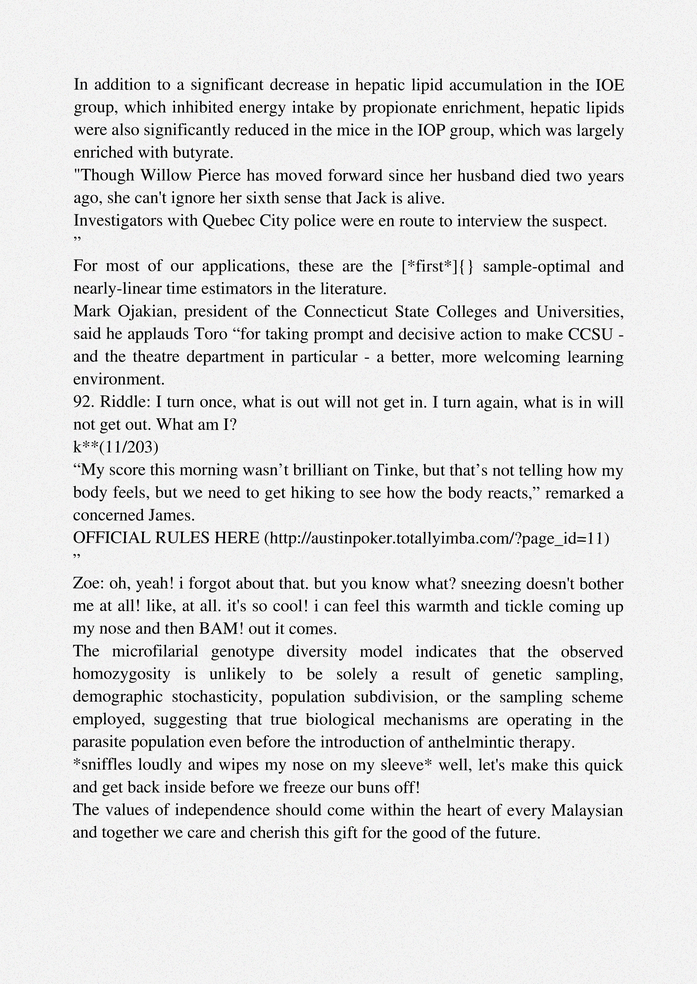 In addition to a significant decrease in hepatic lipid accumulation in the IOE
group, which inhibited energy intake by propionate enrichment, hepatic lipids
were also significantly reduced in the mice in the IOP group, which was largely
enriched with butyrate.
"Though Willow Pierce has moved forward since her husband died two years
ago, she can't ignore her sixth sense that Jack is alive.
Investigators with Quebec City police were en route to interview the suspect.
”
For most of our applications, these are the [*first*]{} sample-optimal and
nearly-linear time estimators in the literature.
Mark Ojakian, president of the Connecticut State Colleges and Universities,
said he applauds Toro “for taking prompt and decisive action to make CCSU -
and the theatre department in particular - a better, more welcoming learning
environment.
92. Riddle: I turn once, what is out will not get in. I turn again, what is in will
not get out. What am I?
k**(11/203)
“My score this morning wasn’t brilliant on Tinke, but that’s not telling how my
body feels, but we need to get hiking to see how the body reacts,” remarked a
concerned James.
OFFICIAL RULES HERE (http://austinpoker.totallyimba.com/?page_id=11)
”
Zoe: oh, yeah! i forgot about that. but you know what? sneezing doesn't bother
me at all! like, at all. it's so cool! i can feel this warmth and tickle coming up
my nose and then BAM! out it comes.
The microfilarial genotype diversity model indicates that the observed
homozygosity is unlikely to be solely a result of genetic sampling,
demographic stochasticity, population subdivision, or the sampling scheme
employed, suggesting that true biological mechanisms are operating in the
parasite population even before the introduction of anthelmintic therapy.
*sniffles loudly and wipes my nose on my sleeve* well, let's make this quick
and get back inside before we freeze our buns off!
The values of independence should come within the heart of every Malaysian
and together we care and cherish this gift for the good of the future.